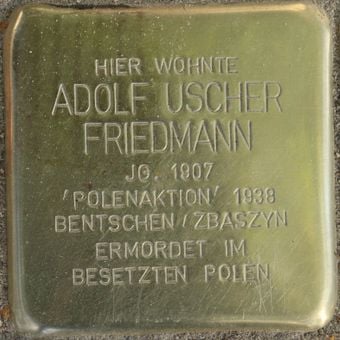 HIER WOHNTE
ADOLF USCHER
FRIEDMANN
JG. 1907
'POLENAKTION' 1938
BENTSCHEN / ZBASZYN
ERMORDET IM
BESETZTEN POLEN